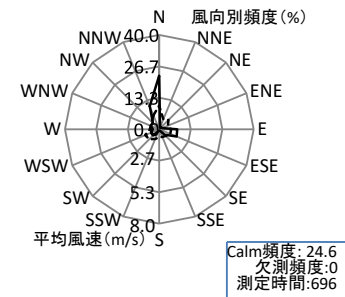 N 風向別頻度(%)
40.0
NNW NNE
NW 26.7 NE
WNW 13.3 ENE
W 0.0 E
WSW 2.7 ESE
SW 5.3 SE
SSW 8.0 SSE
平均風速(m/s) S
Calm頻度: 24.6
欠測頻度:0
測定時間:696